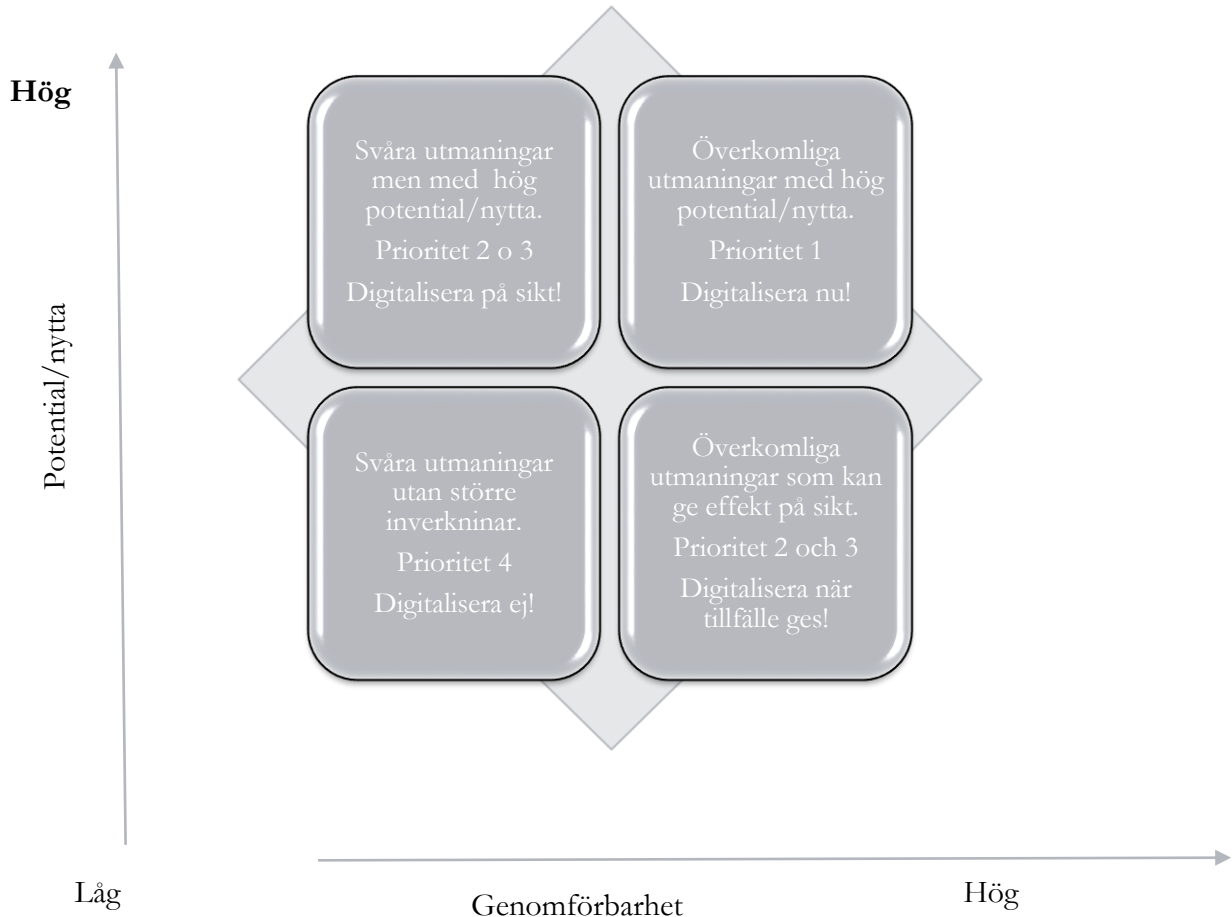 Hög
Potential/nytta
Svåra utmaningar
men med  hög
potential/nytta.
Prioritet 2 o 3
Digitalisera på sikt!
Överkomliga
utmaningar med hög
potential/nytta.
Prioritet 1
Digitalisera nu!
Svåra utmaningar
utan större
inverkninar.
Prioritet 4
Digitalisera ej!
Överkomliga
utmaningar som kan
ge effekt på sikt.
Prioritet 2 och 3
Digitalisera när
tillfälle ges!
Låg
Genomförbarhet
Hög